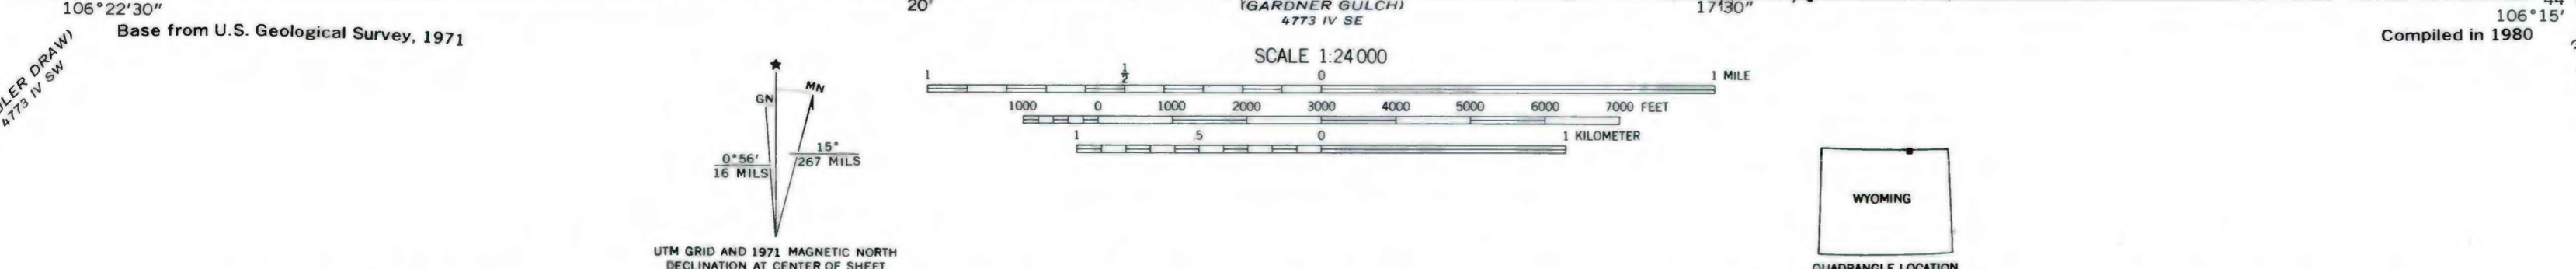 106°22'30"
20'
(GARDNER GULCH)
4773 IV SE
17'30"
106°15'
Base from U.S. Geological Survey, 1971
Compiled in 1980
4773 IV SW
DRAW)
SCALE 1:24 000
1 1/2 0 1 MILE
1000 0 1000 2000 3000 4000 5000 6000 7000 FEET
1 .5 0 1 KILOMETER
★
GN
MN
0°56'
16 MILS
15°
267 MILS
UTM GRID AND 1971 MAGNETIC NORTH
DECLINATION AT CENTER OF SHEET
WYOMING
QUADRANGLE LOCATION